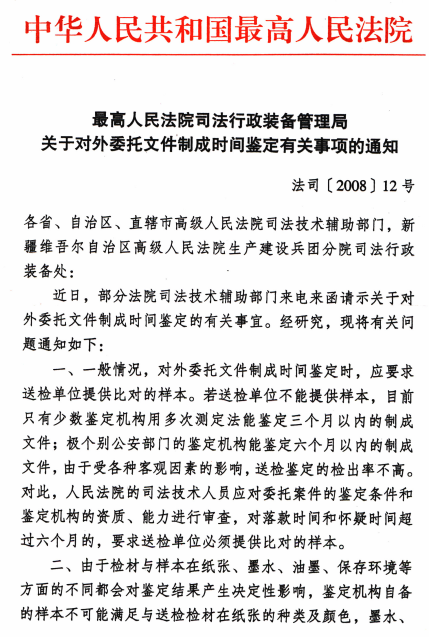 中华人民共和国最高人民法院
最高人民法院司法行政装备管理局
关于对外委托文件制成时间鉴定有关事项的通知
法司〔2008〕12号
各省、自治区、直辖市高级人民法院司法技术辅助部门，新
疆维吾尔自治区高级人民法院生产建设兵团分院司法行政
装备处：
近日，部分法院司法技术辅助部门来电来函请示关于对
外委托文件制成时间鉴定的有关事宜。经研究，现将有关问
题通知如下：
一、一般情况，对外委托文件制成时间鉴定时，应要求
送检单位提供比对的样本。若送检单位不能提供样本，目前
只有少数鉴定机构用多次测定法能鉴定三个月以内的制成
文件；极个别公安部门的鉴定机构能鉴定六个月以内的制成
文件，由于受各种客观因素的影响，送检鉴定的检出率不高。
对此，人民法院的司法技术人员应对委托案件的鉴定条件和
鉴定机构的资质、能力进行审查，对落款时间和怀疑时间超
过六个月的，要求送检单位必须提供比对的样本。
二、由于检材与样本在纸张、墨水、油墨、保存环境等
方面的不同都会对鉴定结果产生决定性影响，鉴定机构自备
的样本不可能满足与送检检材在纸张的种类及颜色，墨水、